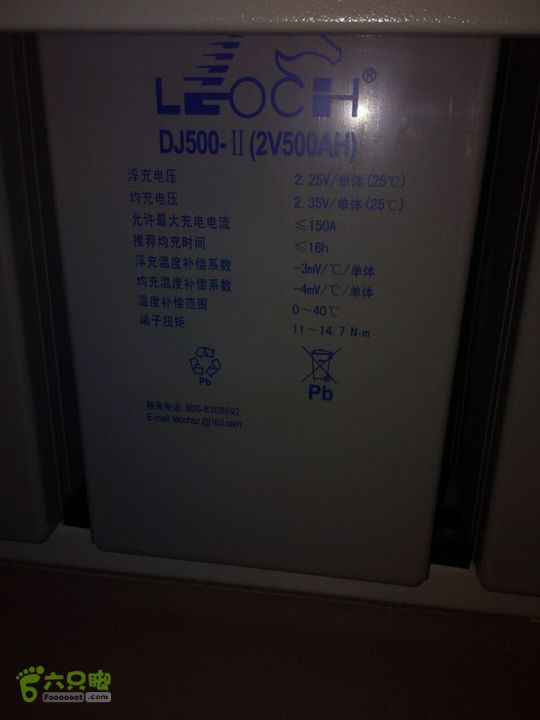 LEOCH®
DJ500-Ⅱ(2V500AH)
浮充电压 2.25V/单体(25℃)
均充电压 2.35V/单体(25℃)
允许最大充电电流 ≤150A
推荐均充时间 ≤16h
浮充温度补偿系数 -3mV/℃/单体
均充温度补偿系数 -4mV/℃/单体
温度补偿范围 0～40℃
端子扭矩 11～14.7 N-m
Pb
Pb
服务电话 800-8308692
E-mail: leochsz@163.com
六只脚
Foooooot.com